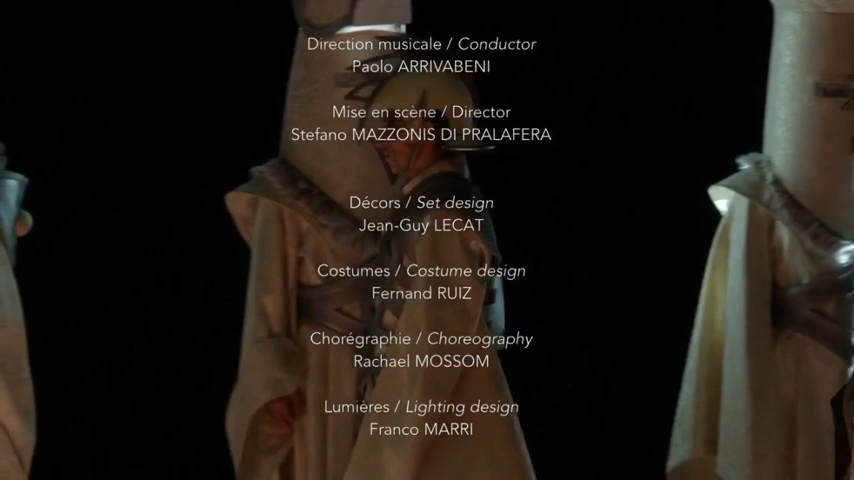 Direction musicale / Conductor
Paolo ARRIVABENI
Mise en scène / Director
Stefano MAZZONIS DI PRALAFERA
Décors / Set design
Jean-Guy LECAT
Costumes / Costume design
Fernand RUIZ
Chorégraphie / Choreography
Rachael MOSSOM
Lumières / Lighting design
Franco MARRI